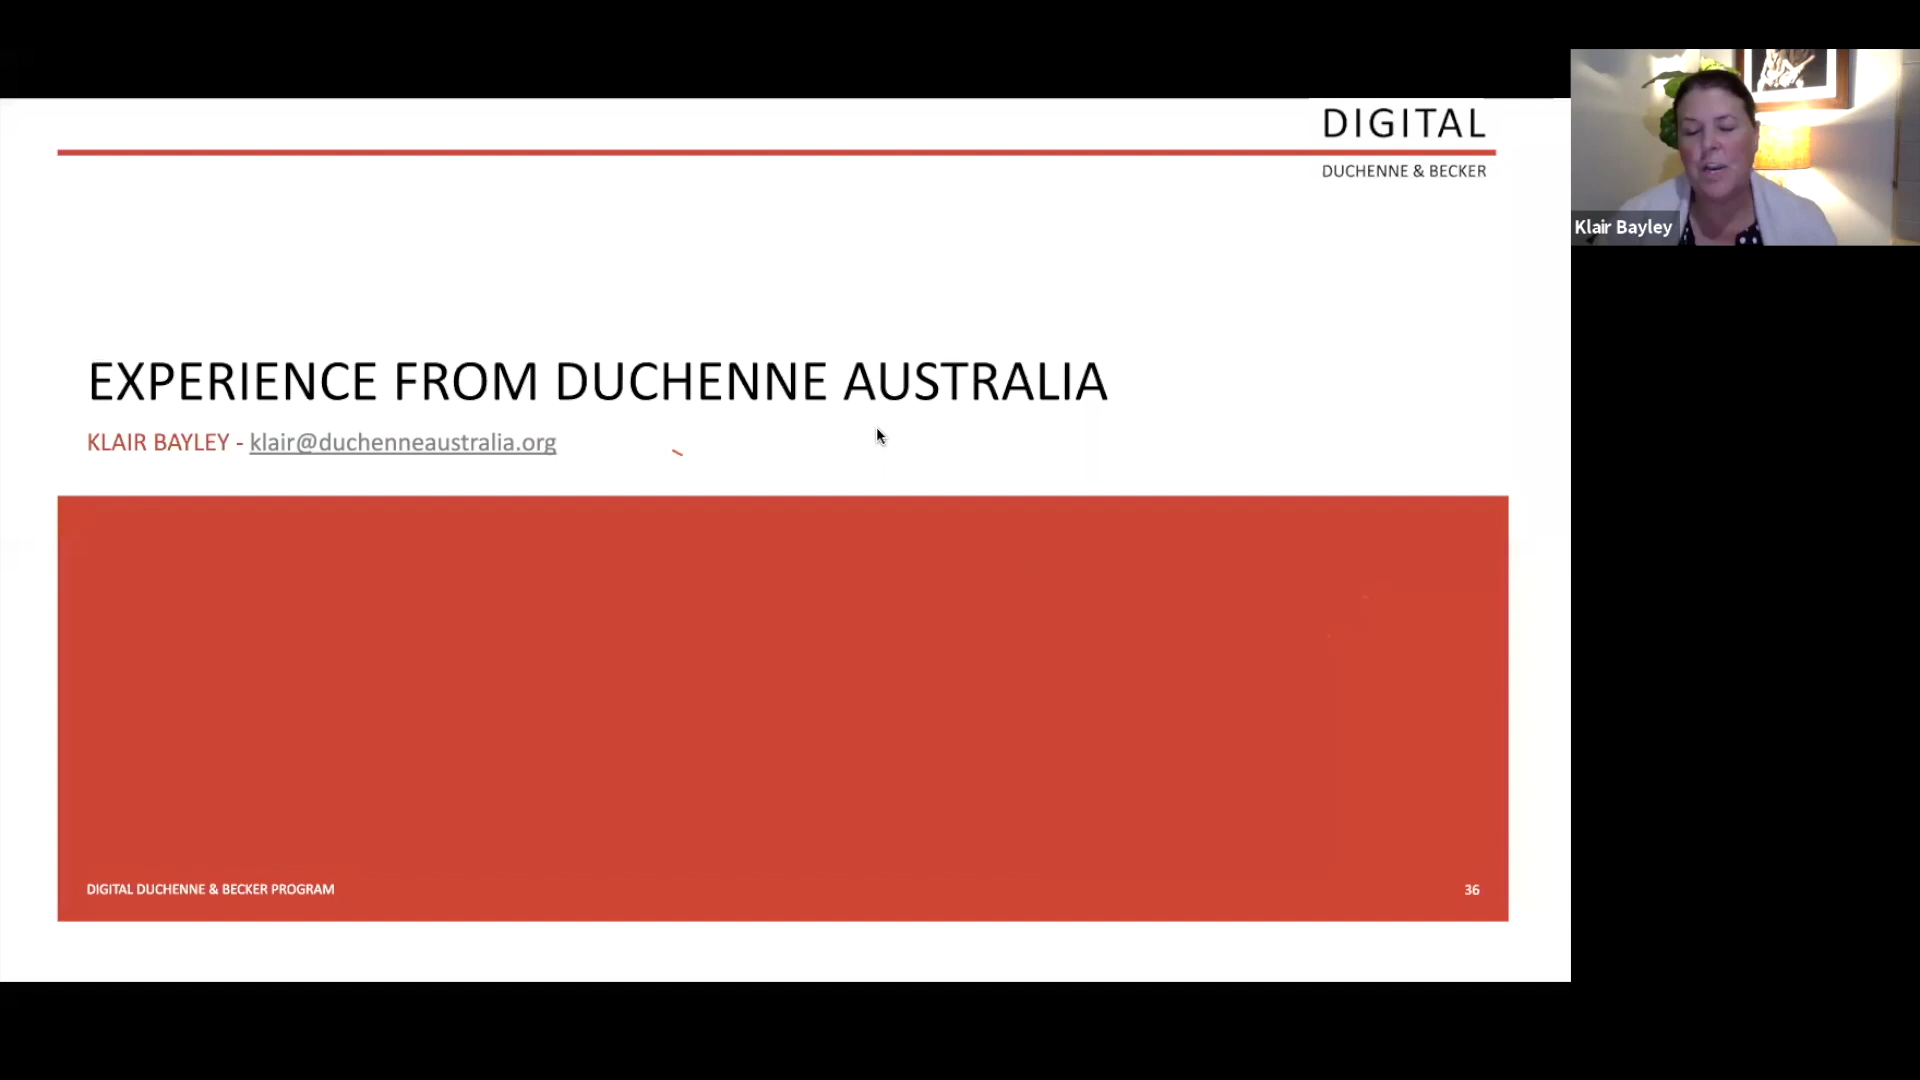 DIGITAL
DUCHENNE & BECKER
Klair Bayley
EXPERIENCE FROM DUCHENNE AUSTRALIA
KLAIR BAYLEY - klair@duchenneaustralia.org
DIGITAL DUCHENNE & BECKER PROGRAM
36